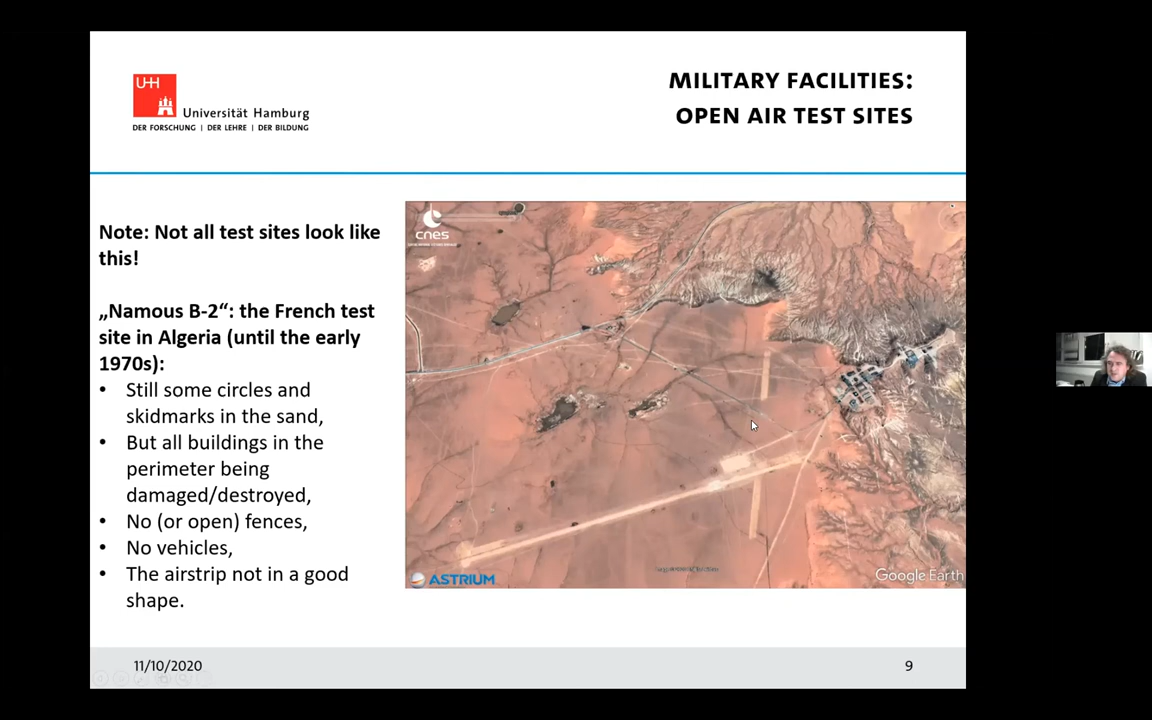 UHH
Universität Hamburg
DER FORSCHUNG | DER LEHRE | DER BILDUNG
MILITARY FACILITIES:
OPEN AIR TEST SITES
Note: Not all test sites look like
this!
„Namous B-2“: the French test
site in Algeria (until the early
1970s):
• Still some circles and
skidmarks in the sand,
• But all buildings in the
perimeter being
damaged/destroyed,
• No (or open) fences,
• No vehicles,
• The airstrip not in a good
shape.
cnes
ASTRIUM
Google Earth
11/10/2020
9